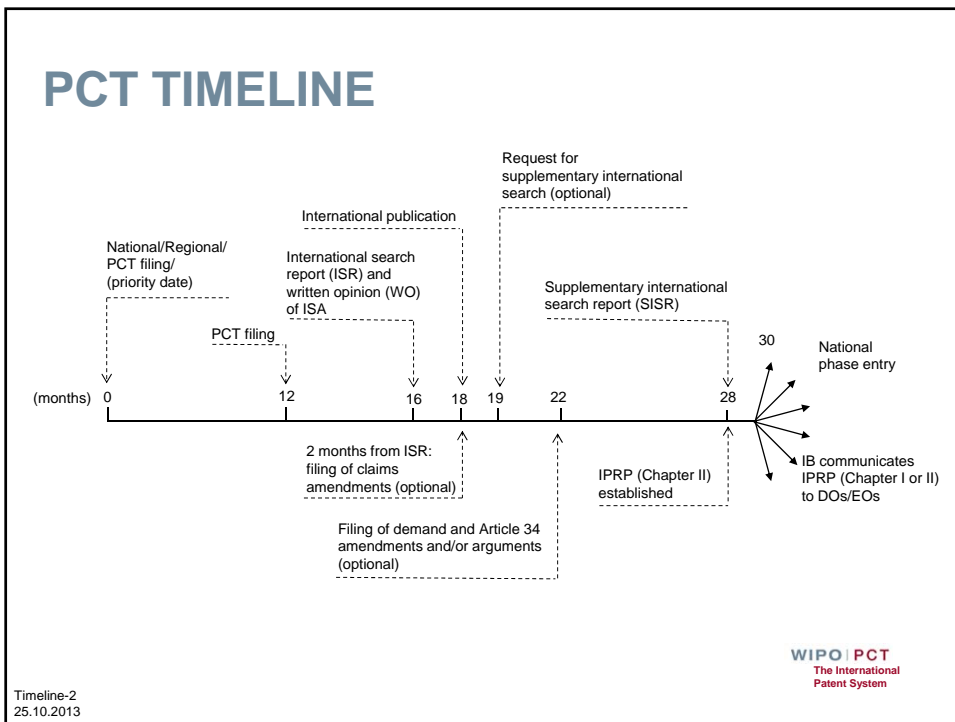 PCT TIMELINE
Request for
supplementary international
search (optional)
International publication
National/Regional/
PCT filing/
(priority date)
International search
report (ISR) and
written opinion (WO)
of ISA
Supplementary international
search report (SISR)
PCT filing
30
National
phase entry
(months) 0 12 16 18 19 22 28
2 months from ISR:
filing of claims
amendments (optional)
IPRP (Chapter II)
established
IB communicates
IPRP (Chapter I or II)
to DOs/EOs
Filing of demand and Article 34
amendments and/or arguments
(optional)
WIPO | PCT
The International
Patent System
Timeline-2
25.10.2013